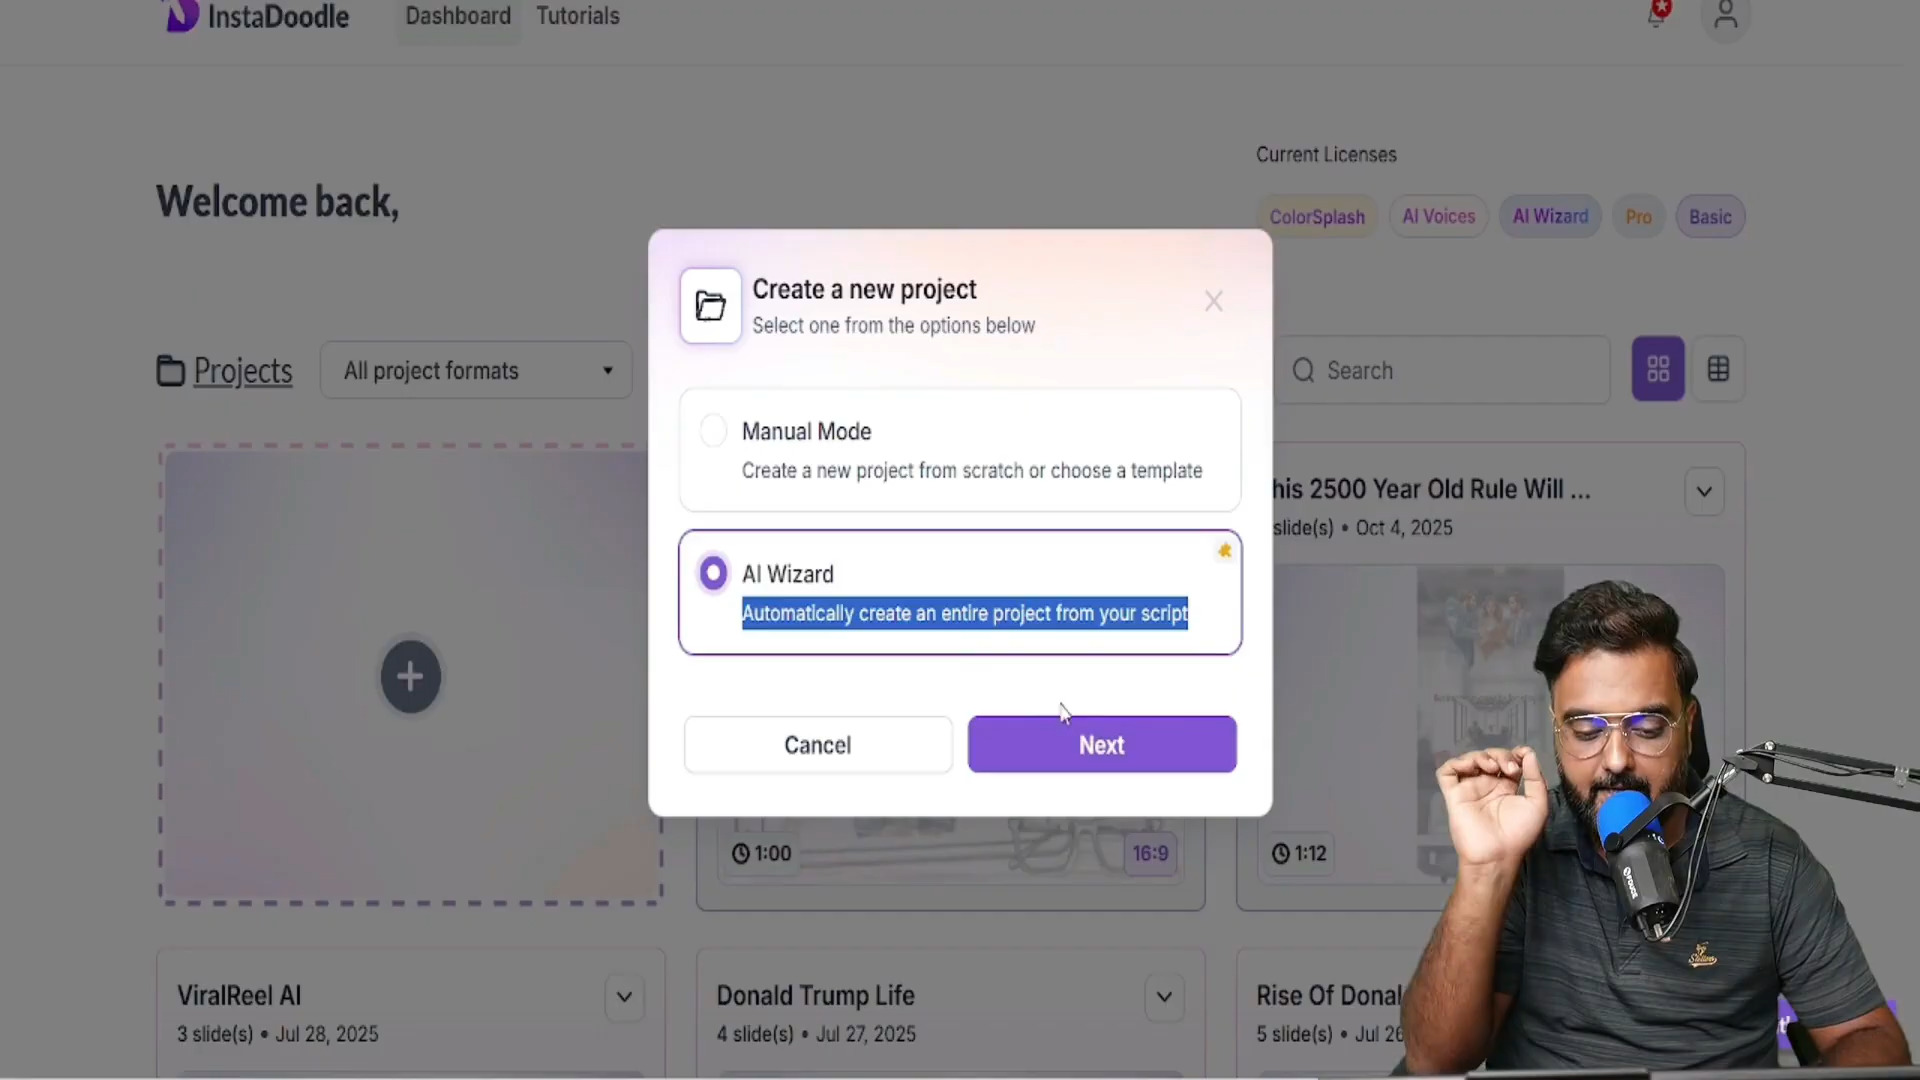 InstaDoodle
Dashboard
Tutorials
Current Licenses
Welcome back,
ColorSplash
AI Voices
AI Wizard
Pro
Basic
Create a new project
Select one from the options below
Projects
All project formats
Search
Manual Mode
Create a new project from scratch or choose a template
his 2500 Year Old Rule Will ...
slide(s) • Oct 4, 2025
AI Wizard
Automatically create an entire project from your script
Cancel
Next
1:00
16:9
1:12
ViralReel AI
3 slide(s) • Jul 28, 2025
Donald Trump Life
4 slide(s) • Jul 27, 2025
Rise Of Donal
5 slide(s) • Jul 26